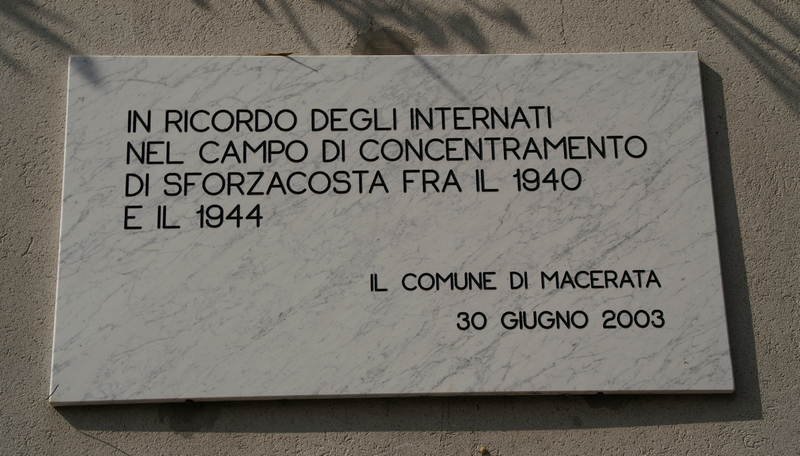 IN RICORDO DEGLI INTERNATI
NEL CAMPO DI CONCENTRAMENTO
DI SFORZACOSTA FRA IL 1940
E IL 1944
IL COMUNE DI MACERATA
30 GIUGNO 2003